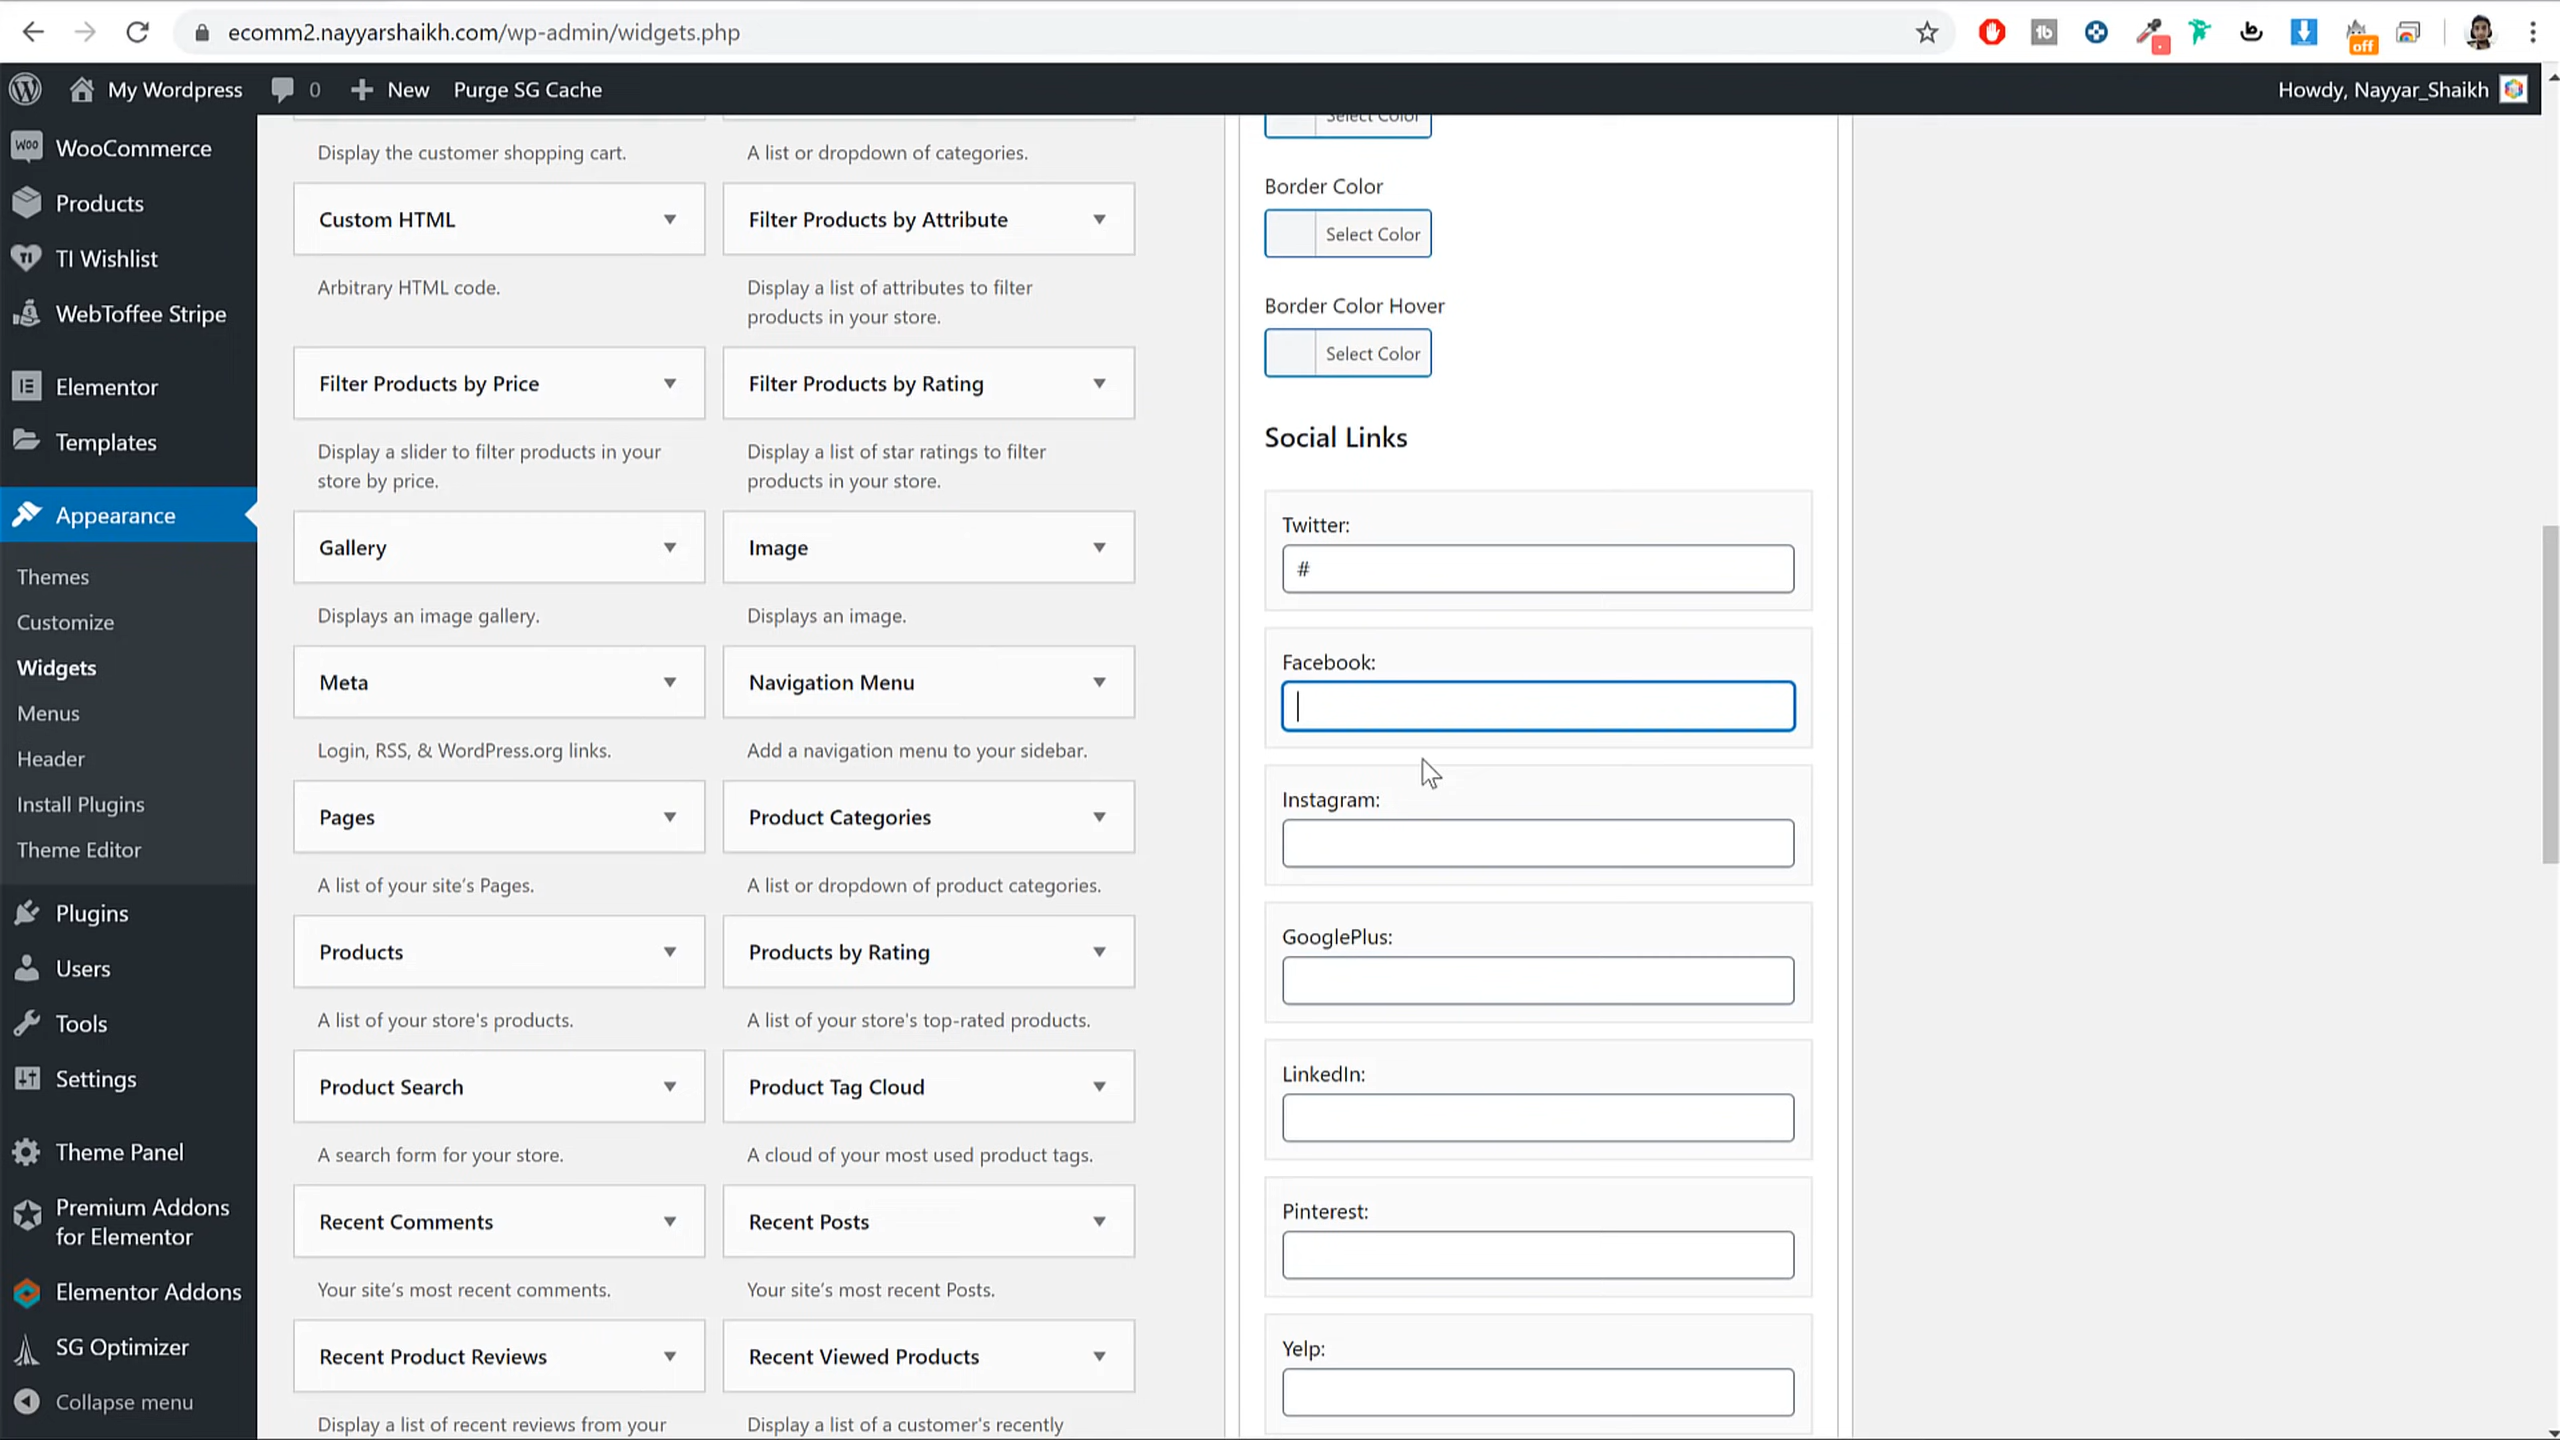 ecomm2.nayyarshaikh.com/wp-admin/widgets.php
off
My Wordpress
0
New
Purge SG Cache
Howdy, Nayyar_Shaikh
WooCommerce
Products
TI Wishlist
WebToffee Stripe
Elementor
Templates
Appearance
Themes
Customize
Widgets
Menus
Header
Install Plugins
Theme Editor
Plugins
Users
Tools
Settings
Theme Panel
Premium Addons
for Elementor
Elementor Addons
SG Optimizer
Collapse menu
Display the customer shopping cart.
A list or dropdown of categories.
Custom HTML
Filter Products by Attribute
Arbitrary HTML code.
Display a list of attributes to filter
products in your store.
Filter Products by Price
Filter Products by Rating
Display a slider to filter products in your
store by price.
Display a list of star ratings to filter
products in your store.
Gallery
Image
Displays an image gallery.
Displays an image.
Meta
Navigation Menu
Login, RSS, & WordPress.org links.
Add a navigation menu to your sidebar.
Pages
Product Categories
A list of your site's Pages.
A list or dropdown of product categories.
Products
Products by Rating
A list of your store's products.
A list of your store's top-rated products.
Product Search
Product Tag Cloud
A search form for your store.
A cloud of your most used product tags.
Recent Comments
Recent Posts
Your site's most recent comments.
Your site's most recent Posts.
Recent Product Reviews
Recent Viewed Products
Display a list of recent reviews from your
Display a list of a customer's recently
Select Color
Border Color
Select Color
Border Color Hover
Select Color
Social Links
Twitter:
#
Facebook:
Instagram:
GooglePlus:
LinkedIn:
Pinterest:
Yelp: